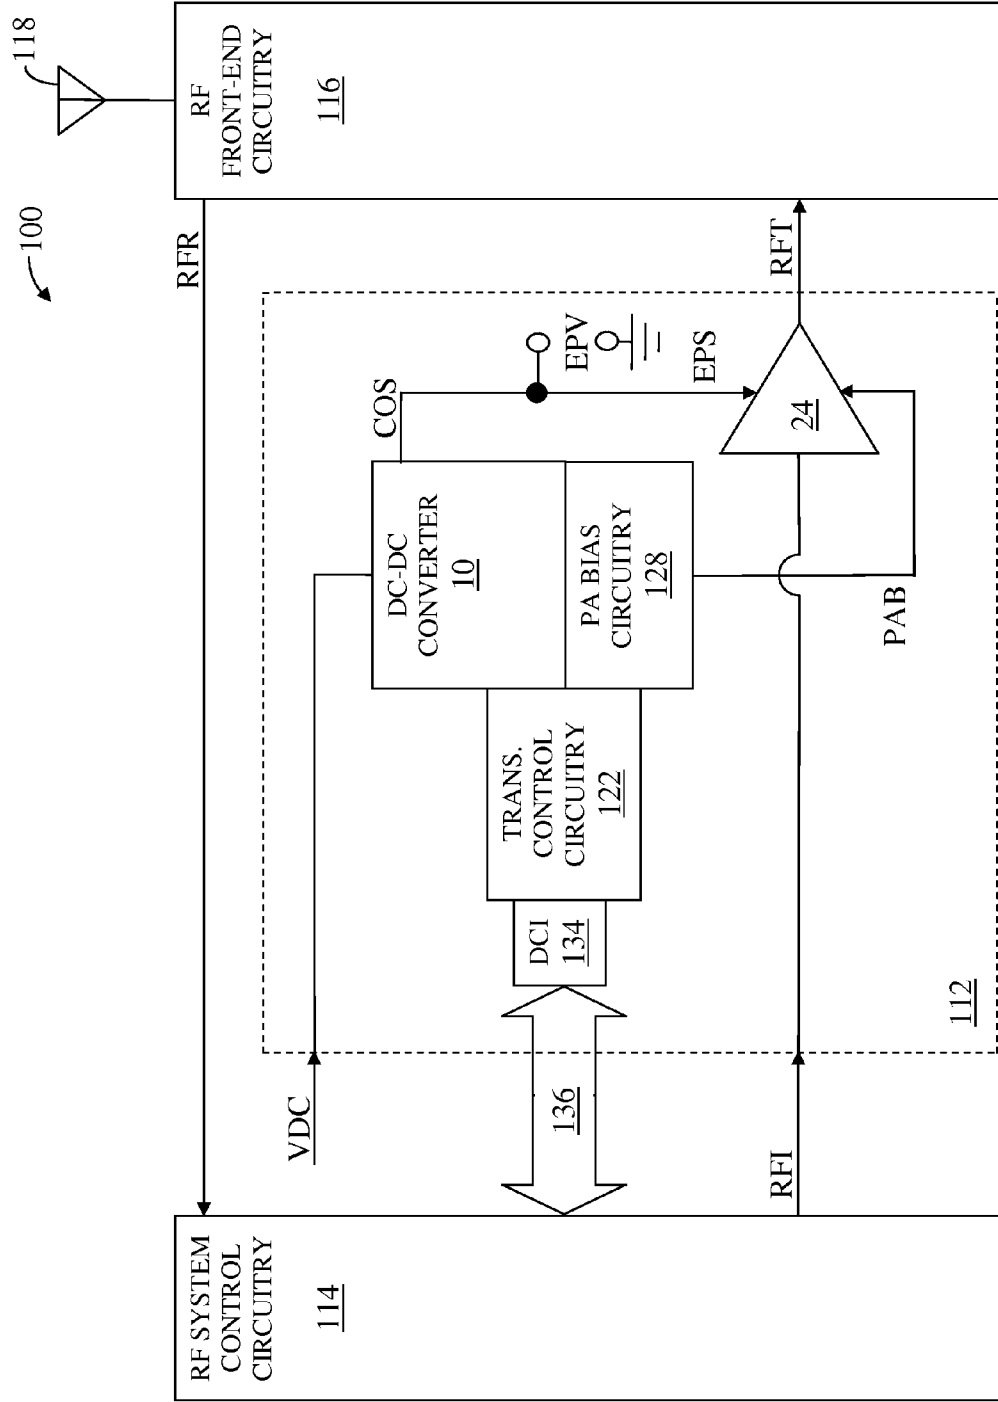 100
118
RF SYSTEM
CONTROL
CIRCUITRY
114
RFR
RF
FRONT-END
CIRCUITRY
116
VDC
DC-DC
CONVERTER
10
COS
EPV
TRANS.
CONTROL
CIRCUITRY
122
DCI
134
136
PA BIAS
CIRCUITRY
128
EPS
24
RFI
RFT
PAB
112